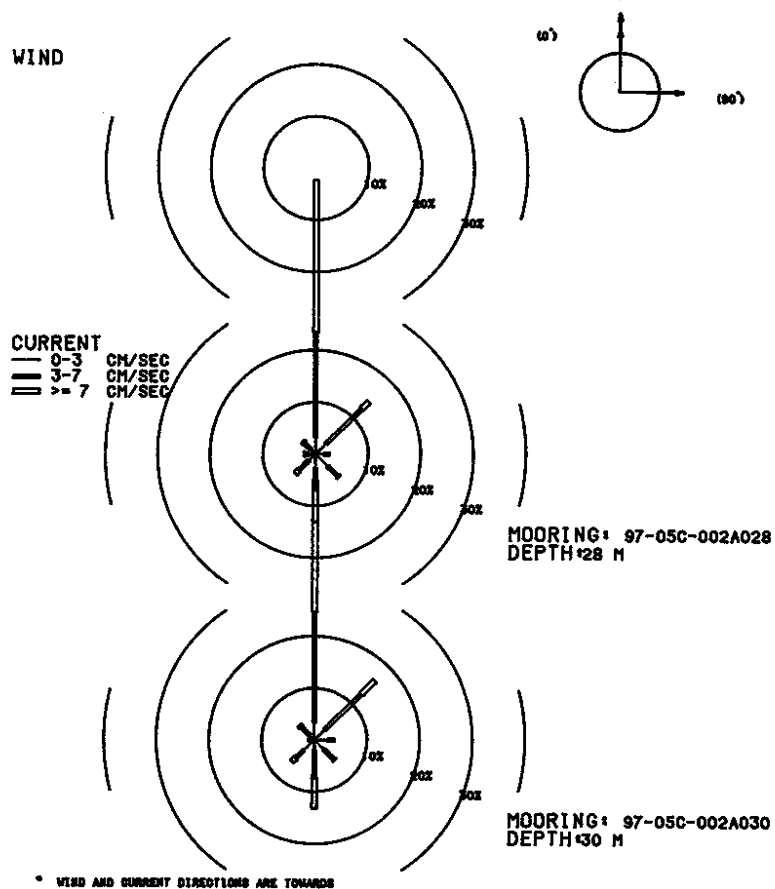 WIND
(0°)
(90°)
10%
20%
30%
CURRENT
0-3 CM/SEC
3-7 CM/SEC
>= 7 CM/SEC
10%
20%
30%
MOORING: 97-05C-002A028
DEPTH:28 M
10%
20%
30%
MOORING: 97-05C-002A030
DEPTH:30 M
* WIND AND CURRENT DIRECTIONS ARE TOWARDS